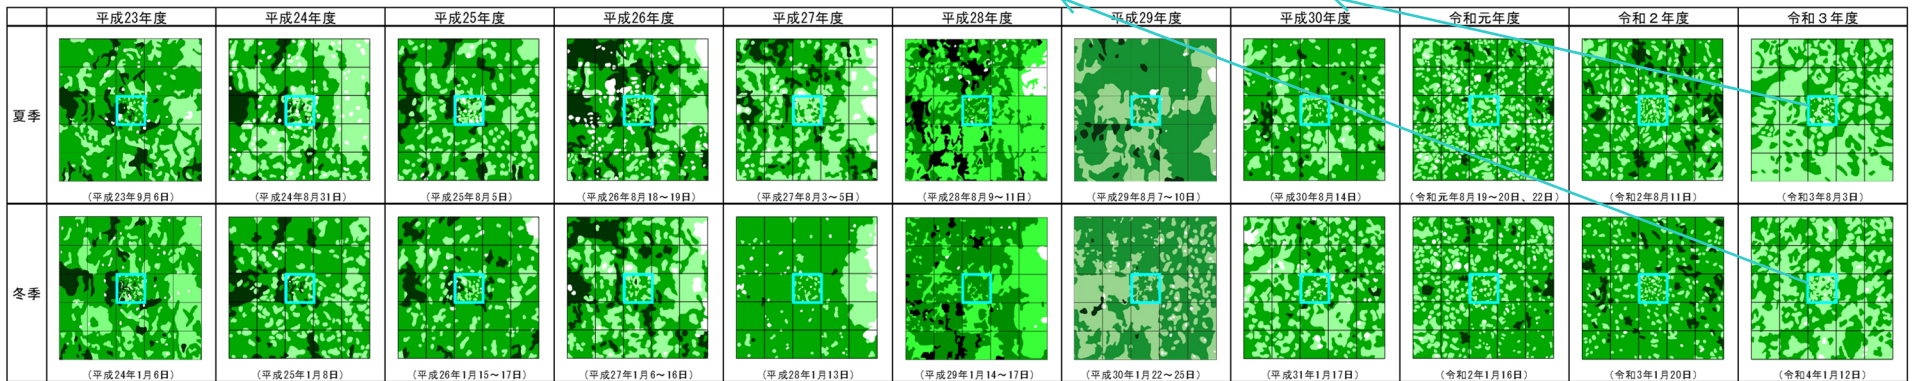 平成23年度 平成24年度 平成25年度 平成26年度 平成27年度 平成28年度 平成29年度 平成30年度 令和元年度 令和２年度 令和３年度
夏季
(平成23年9月6日) (平成24年8月31日) (平成25年8月5日) (平成26年8月18～19日) (平成27年8月3～5日) (平成28年8月9～11日) (平成29年8月7～10日) (平成30年8月14日) (令和元年8月19～20日、22日) (令和2年8月11日) (令和3年8月3日)
冬季
(平成24年1月6日) (平成25年1月8日) (平成26年1月15～17日) (平成27年1月6～16日) (平成28年1月13日) (平成29年1月14～17日) (平成30年1月22～25日) (平成31年1月17日) (令和2年1月16日) (令和3年1月20日) (令和4年1月12日)